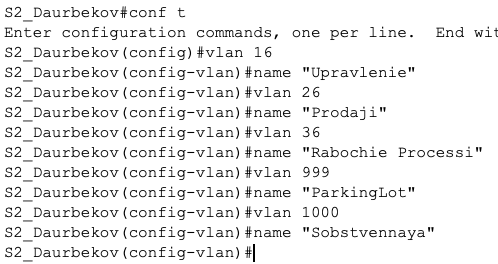 S2_Daurbekov#conf t
Enter configuration commands, one per line.  End
S2_Daurbekov(config)#vlan 16
S2_Daurbekov(config-vlan)#name "Upravlenie"
S2_Daurbekov(config-vlan)#vlan 26
S2_Daurbekov(config-vlan)#name "Prodaji"
S2_Daurbekov(config-vlan)#vlan 36
S2_Daurbekov(config-vlan)#name "Rabochie Processi"
S2_Daurbekov(config-vlan)#vlan 999
S2_Daurbekov(config-vlan)#name "ParkingLot"
S2_Daurbekov(config-vlan)#vlan 1000
S2_Daurbekov(config-vlan)#name "Sobstvennaya"
S2_Daurbekov(config-vlan)#